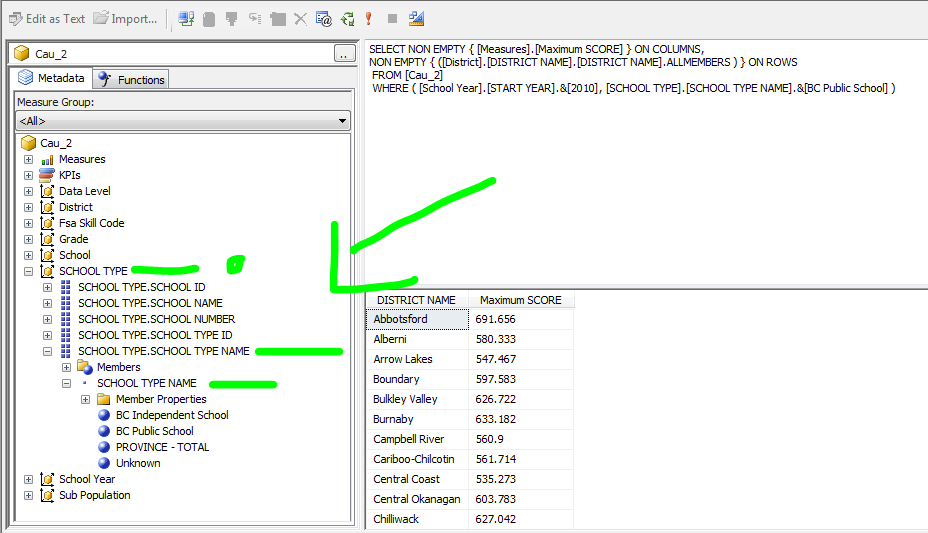 Edit as Text Import...
Cau_2 ..
Metadata Functions
Measure Group:
<All>
Cau_2
Measures
KPIs
Data Level
District
Fsa Skill Code
Grade
School
SCHOOL TYPE
SCHOOL TYPE.SCHOOL ID
SCHOOL TYPE.SCHOOL NAME
SCHOOL TYPE.SCHOOL NUMBER
SCHOOL TYPE.SCHOOL TYPE ID
SCHOOL TYPE.SCHOOL TYPE NAME
Members
SCHOOL TYPE NAME
Member Properties
BC Independent School
BC Public School
PROVINCE - TOTAL
Unknown
School Year
Sub Population
SELECT NON EMPTY { [Measures].[Maximum SCORE] } ON COLUMNS,
NON EMPTY { ([District].[DISTRICT NAME].[DISTRICT NAME].ALLMEMBERS ) } ON ROWS
FROM [Cau_2]
WHERE ( [School Year].[START YEAR].&[2010], [SCHOOL TYPE].[SCHOOL TYPE NAME].&[BC Public School] )
DISTRICT NAME Maximum SCORE
Abbotsford 691.656
Alberni 580.333
Arrow Lakes 547.467
Boundary 597.583
Bulkley Valley 626.722
Burnaby 633.182
Campbell River 560.9
Cariboo-Chilcotin 561.714
Central Coast 535.273
Central Okanagan 603.783
Chilliwack 627.042